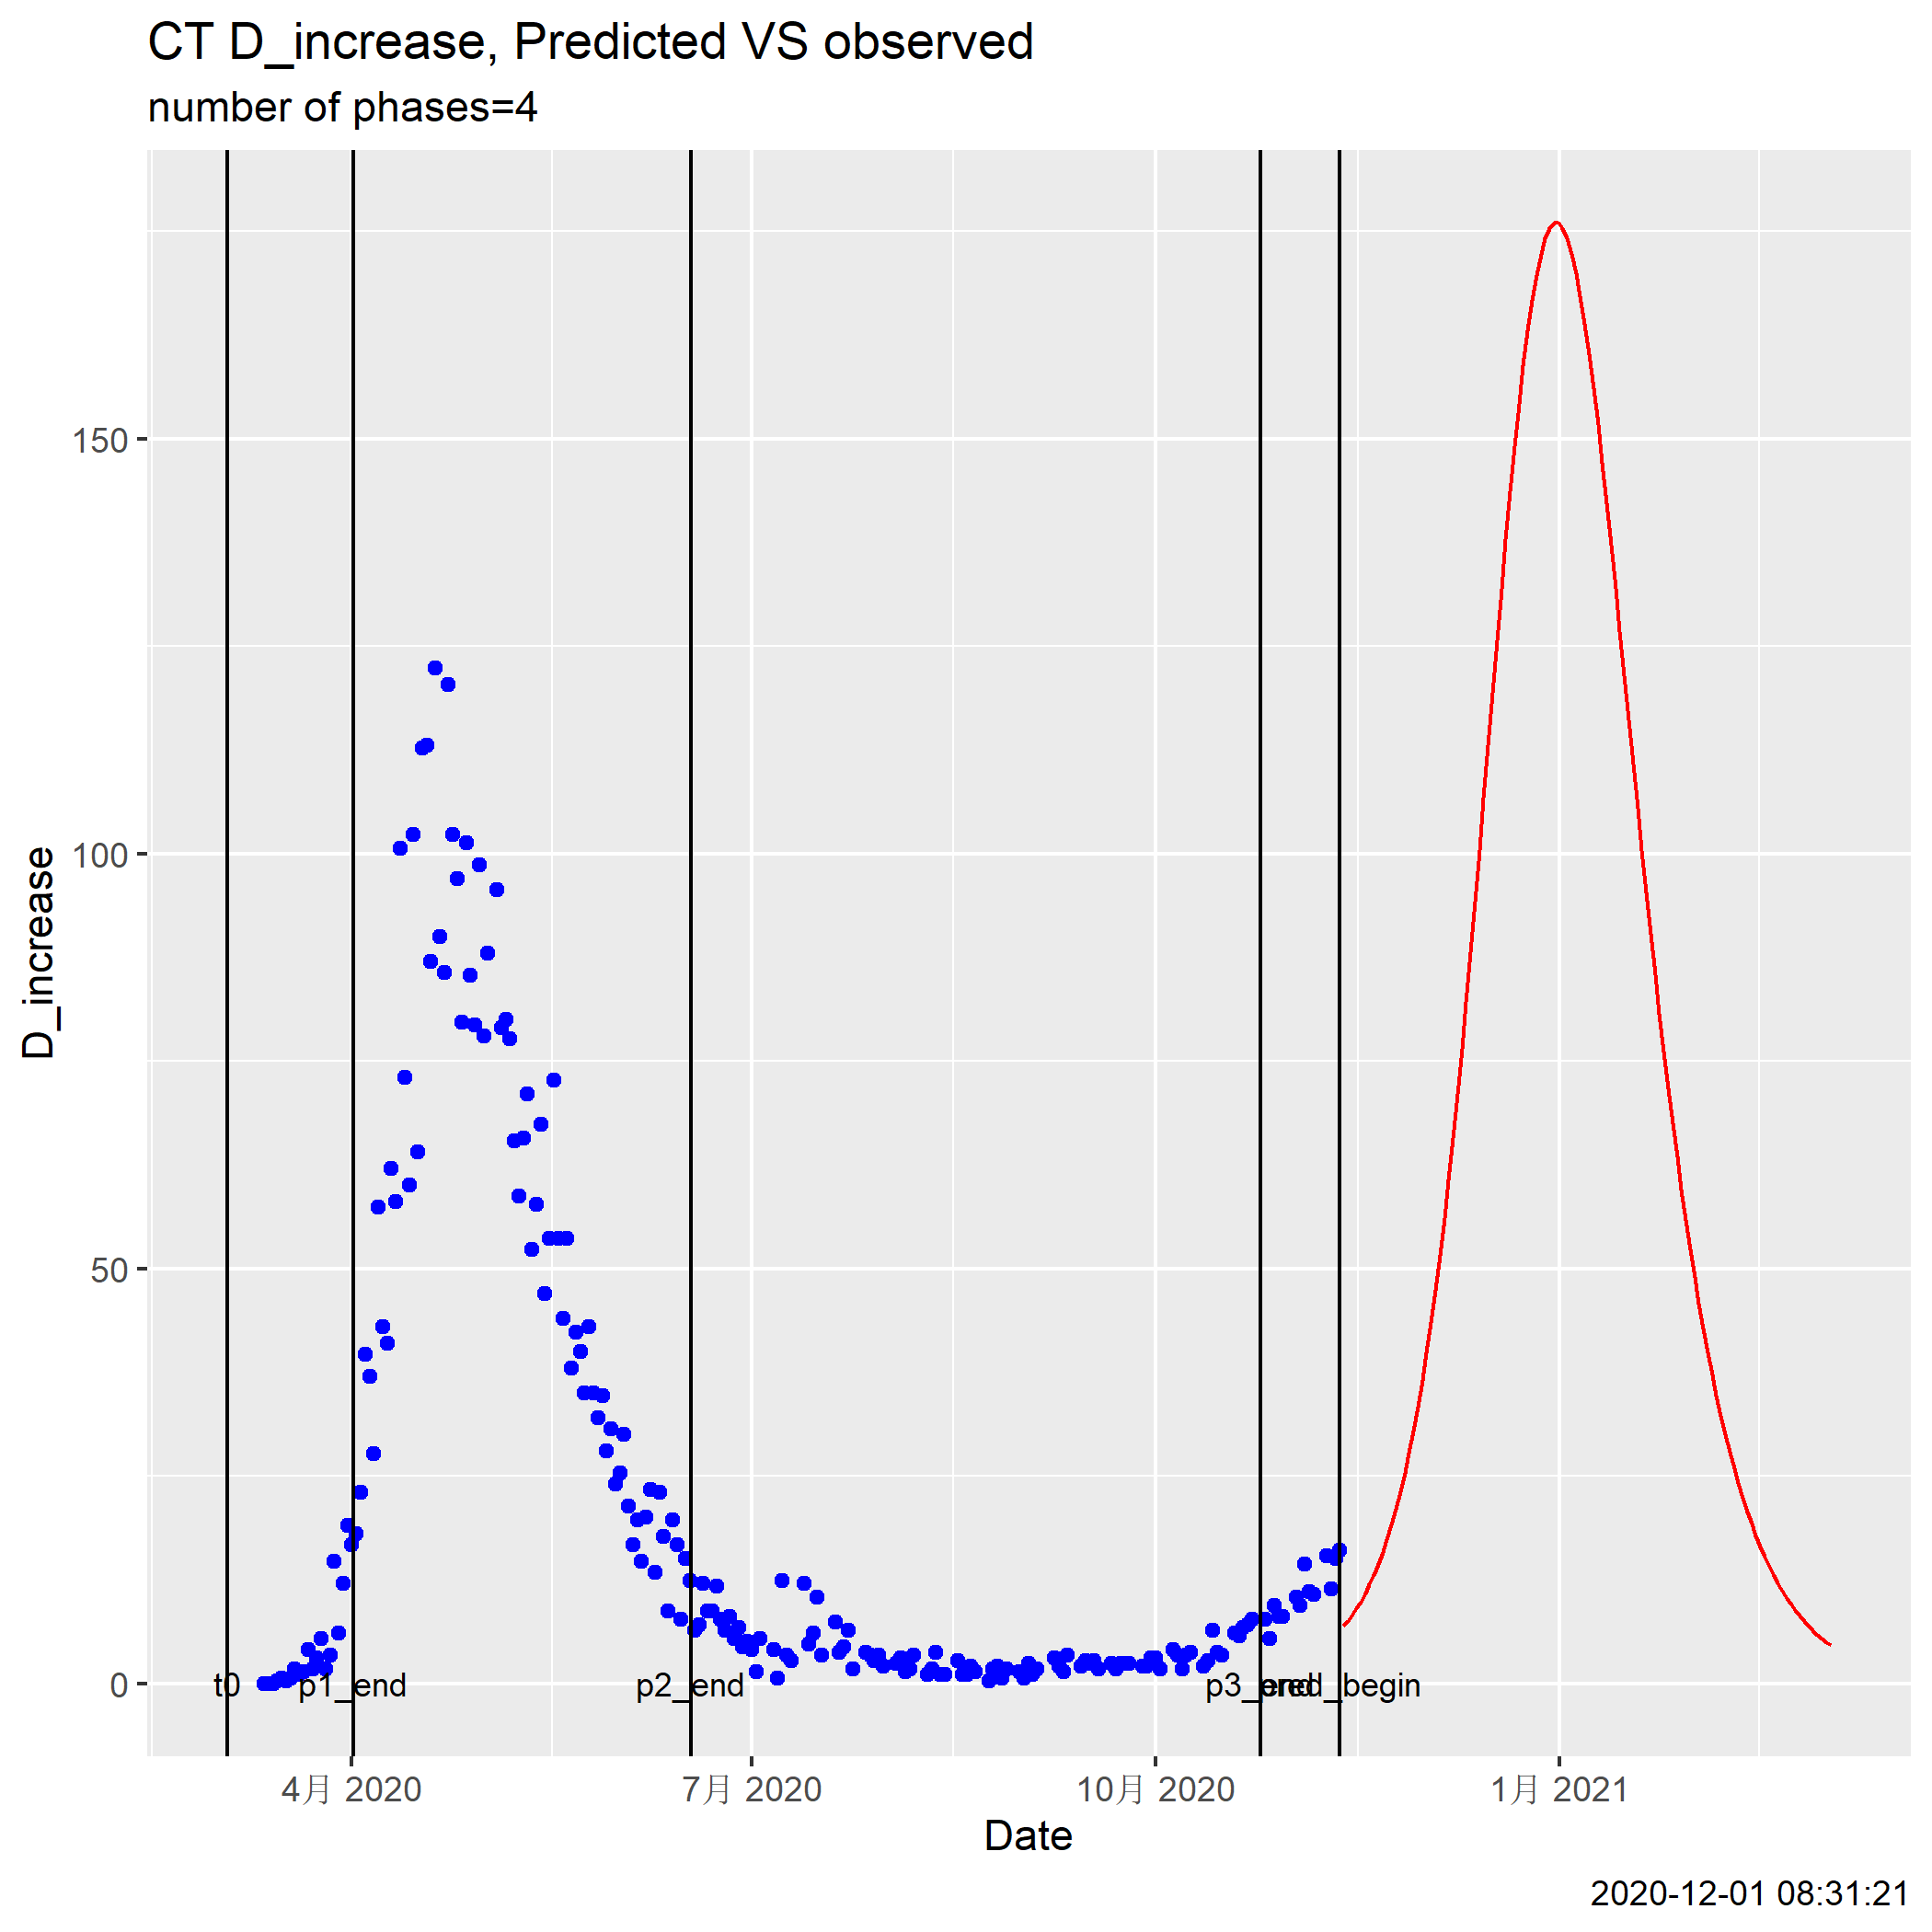 CT D_increase, Predicted VS observed
number of phases=4
D_increase
150
100
50
0
t0
p1_end
p2_end
p3_end
pred_begin
4月 2020
7月 2020
10月 2020
1月 2021
Date
2020-12-01 08:31:21